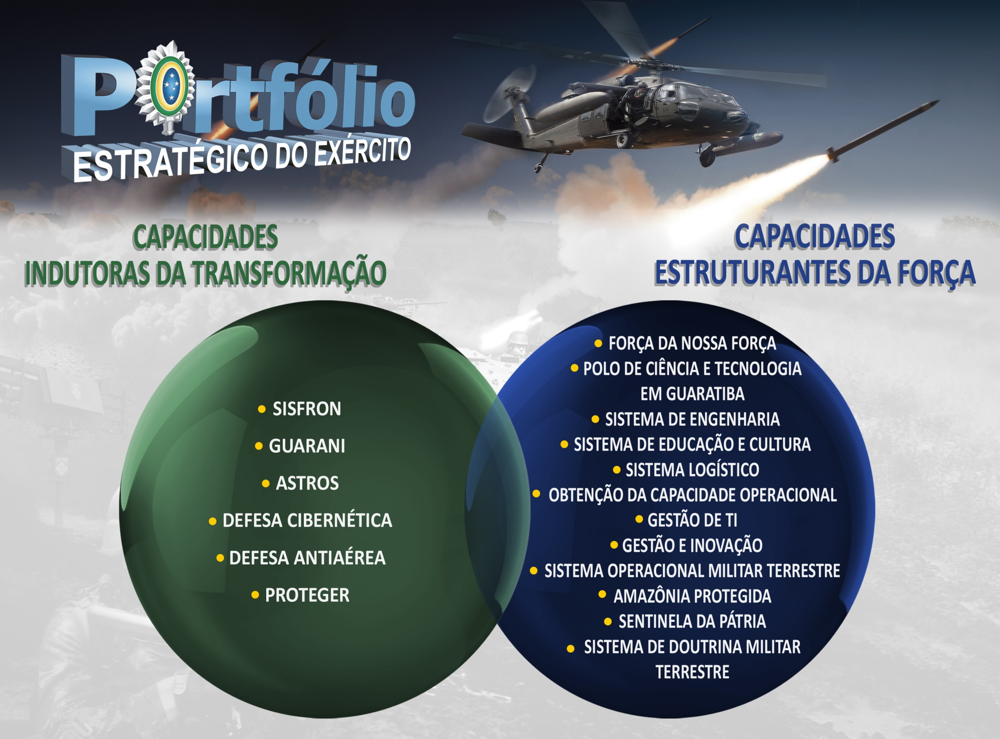 Portfólio
ESTRATÉGICO DO EXÉRCITO
CAPACIDADES
INDUTORAS DA TRANSFORMAÇÃO
• SISFRON
• GUARANI
• ASTROS
• DEFESA CIBERNÉTICA
• DEFESA ANTIAÉREA
• PROTEGER
CAPACIDADES
ESTRUTURANTES DA FORÇA
• FORÇA DA NOSSA FORÇA
• POLO DE CIÊNCIA E TECNOLOGIA
EM GUARATIBA
• SISTEMA DE ENGENHARIA
• SISTEMA DE EDUCAÇÃO E CULTURA
• SISTEMA LOGÍSTICO
• OBTENÇÃO DA CAPACIDADE OPERACIONAL
• GESTÃO DE TI
• GESTÃO E INOVAÇÃO
• SISTEMA OPERACIONAL MILITAR TERRESTRE
• AMAZÔNIA PROTEGIDA
• SENTINELA DA PÁTRIA
• SISTEMA DE DOUTRINA MILITAR
TERRESTRE
04